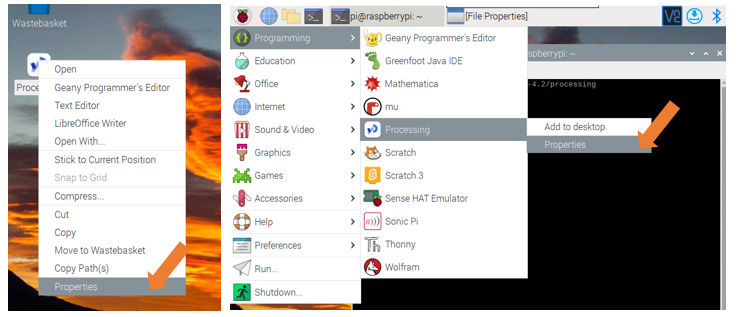 Wastebasket
Proce
Open
Geany Programmer's Editor
Text Editor
LibreOffice Writer
Open With...
Stick to Current Position
Snap to Grid
Compress...
Cut
Copy
Move to Wastebasket
Copy Path(s)
Properties
pi@raspberrypi: ~
[File Properties]
Programming
Education
Office
Internet
Sound & Video
Graphics
Games
Accessories
Help
Preferences
Run...
Shutdown...
Geany Programmer's Editor
Greenfoot Java IDE
Mathematica
mu
Processing
Scratch
Scratch 3
Sense HAT Emulator
Sonic Pi
Thonny
Wolfram
spberrypi: ~
-4.2/processing
Add to desktop
Properties